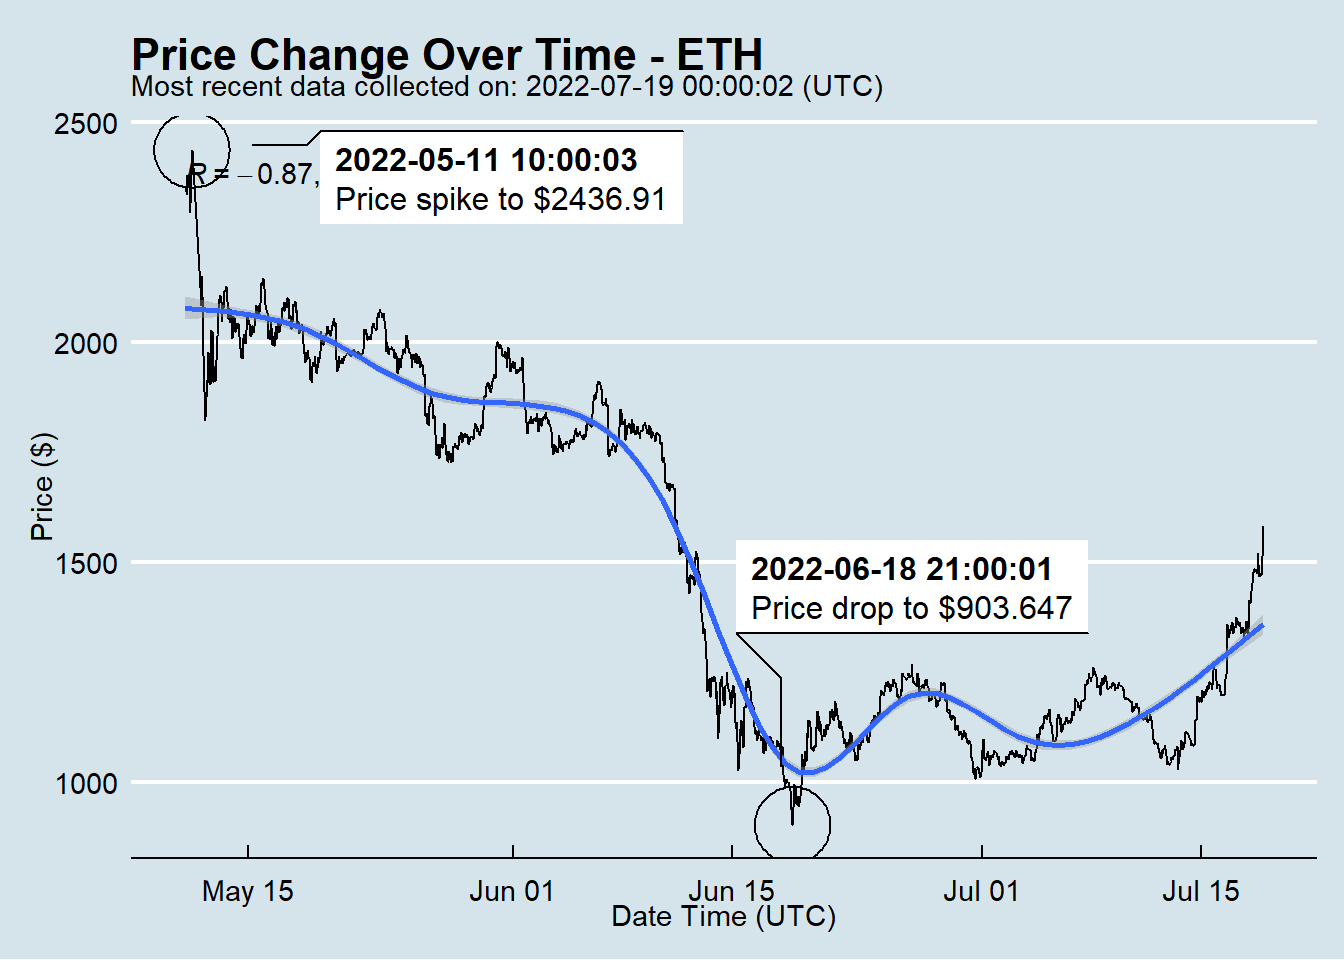 Price Change Over Time - ETH
Most recent data collected on: 2022-07-19 00:00:02 (UTC)
2500
2022-05-11 10:00:03
R = −0.87,
Price spike to $2436.91
2000
Price ($)
1500
2022-06-18 21:00:01
Price drop to $903.647
1000
May 15
Jun 01
Jun 15
Jul 01
Jul 15
Date Time (UTC)